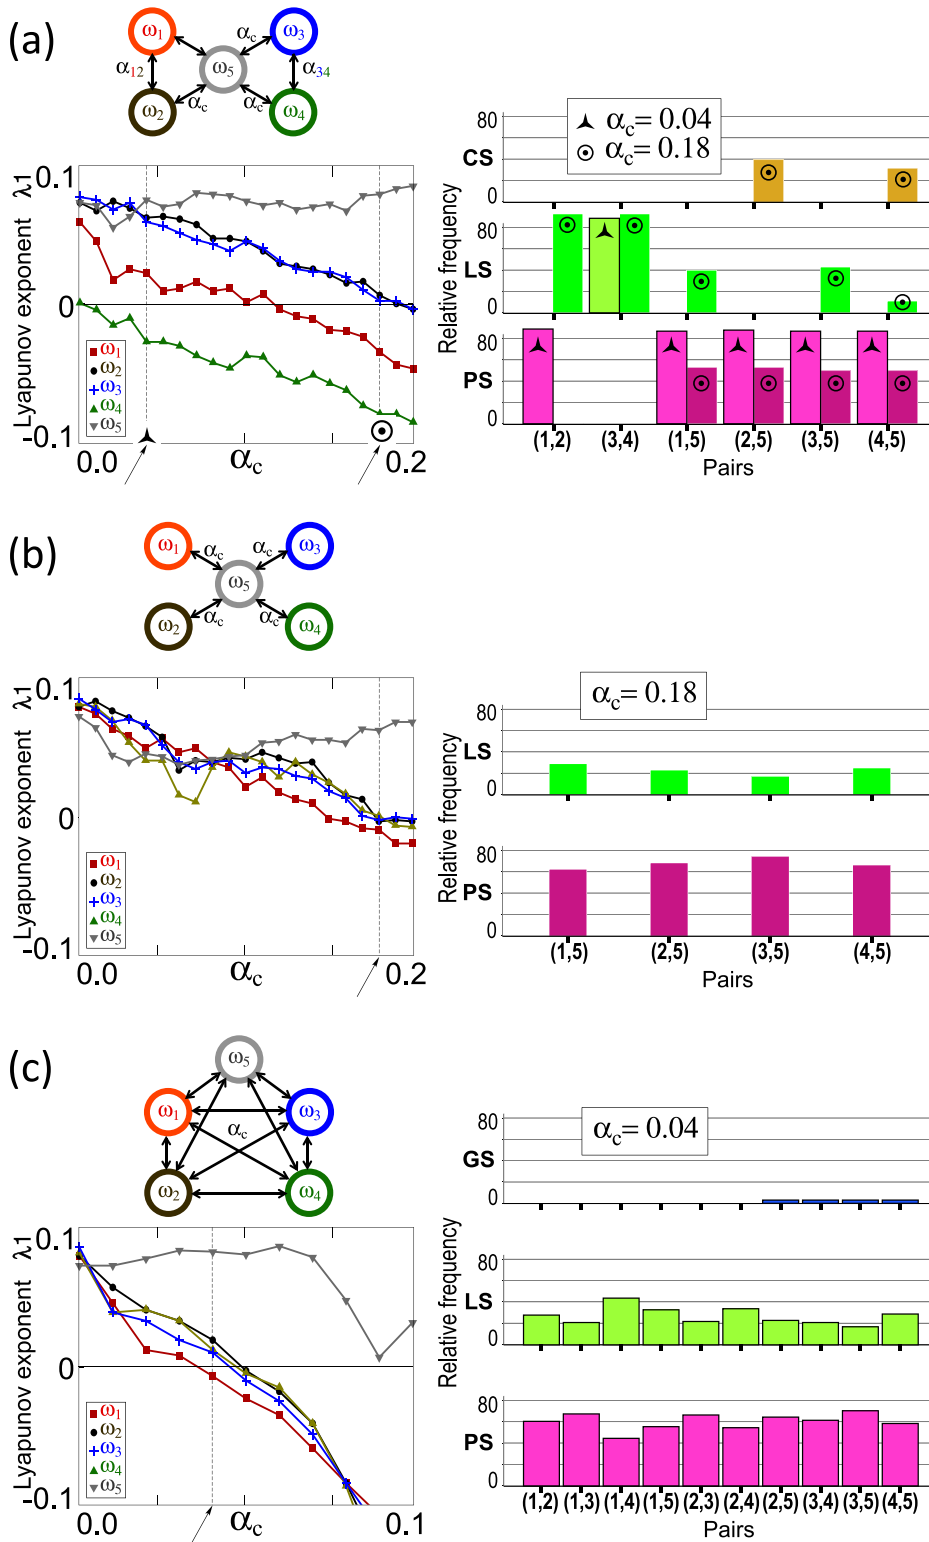 (a)
ω1 αc ω3
ω5
α12 α34
ω2 αc αc ω4
0.1
λ1
Lyapunov exponent
0
-0.1
ω1
ω2
ω3
ω4
ω5
0.0 αc 0.2
αc= 0.04
αc= 0.18
80
CS
0
Relative frequency
80
LS
0
80
PS
0
(1,2) (3,4) (1,5) (2,5) (3,5) (4,5)
Pairs
(b)
ω1 αc αc ω3
ω5
ω2 αc αc ω4
0.1
λ1
Lyapunov exponent
0
-0.1
ω1
ω2
ω3
ω4
ω5
0.0 αc 0.2
αc= 0.18
80
LS
0
Relative frequency
80
PS
0
(1,5) (2,5) (3,5) (4,5)
Pairs
(c)
ω5
ω1 ω3
αc
ω2 ω4
0.1
λ1
Lyapunov exponent
0
-0.1
ω1
ω2
ω3
ω4
ω5
0.0 αc 0.1
αc= 0.04
80
GS
0
Relative frequency
80
LS
0
80
PS
0
(1,2) (1,3) (1,4) (1,5) (2,3) (2,4) (2,5) (3,4) (3,5) (4,5)
Pairs